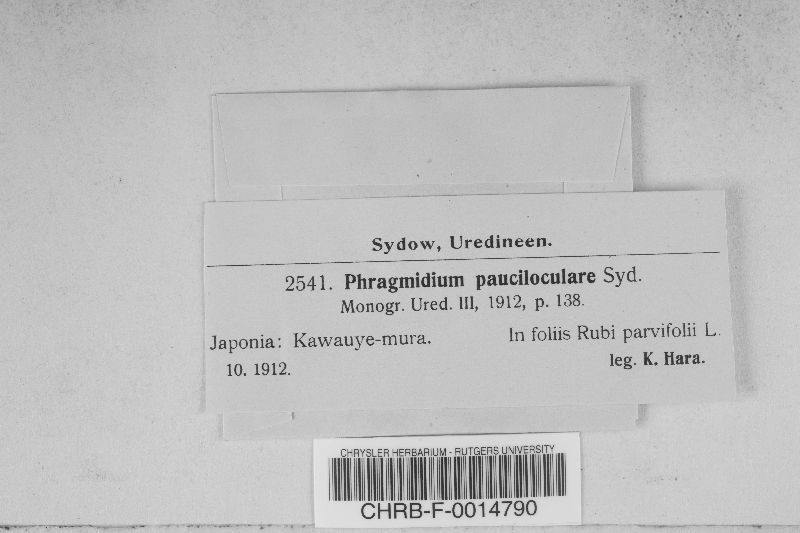 Sydow, Uredineen.
2541. Phragmidium pauciloculare Syd.
Monogr. Ured. III, 1912, p. 138.
Japonia: Kawauye-mura. In foliis Rubi parvifolii L.
10. 1912. leg. K. Hara.
CHRYSLER HERBARIUM - RUTGERS UNIVERSITY
CHRB-F-0014790